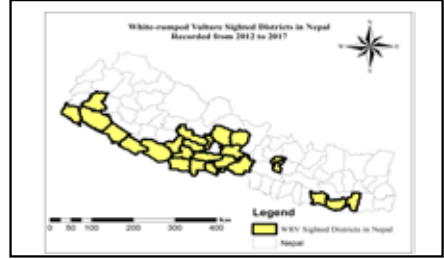 White-rumped Vulture Sighted Districts in Nepal
Recorded from 2012 to 2017
Km
0 50 100 200 300 400
Legend
WRV Sighted Districts in Nepal
Nepal